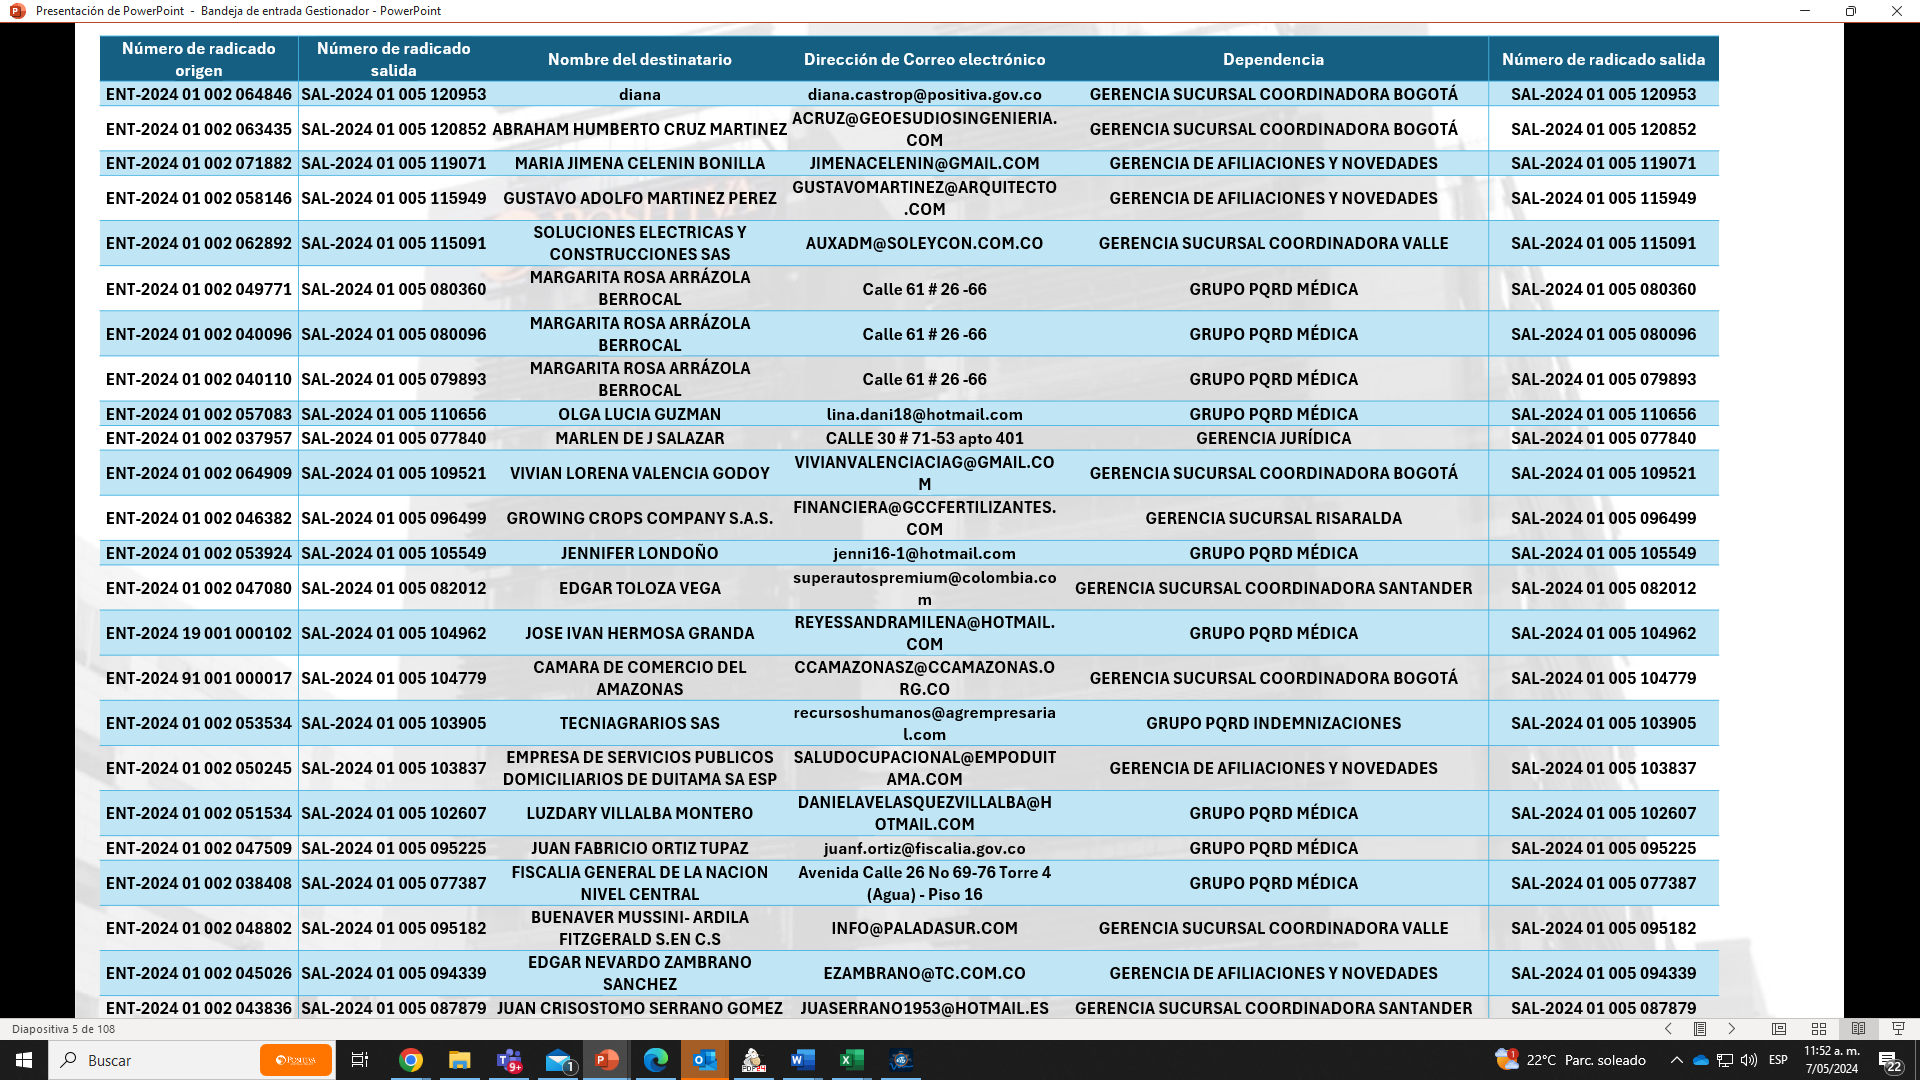 Presentación de PowerPoint - Bandeja de entrada Gestionador - PowerPoint
Número de radicado origen Número de radicado salida Nombre del destinatario Dirección de Correo electrónico Dependencia Número de radicado salida
ENT-2024 01 002 064846 SAL-2024 01 005 120953 diana diana.castrop@positiva.gov.co GERENCIA SUCURSAL COORDINADORA BOGOTÁ SAL-2024 01 005 120953
ENT-2024 01 002 063435 SAL-2024 01 005 120852 ABRAHAM HUMBERTO CRUZ MARTINEZ ACRUZ@GEOESUDIOSINGENIERIA.COM GERENCIA SUCURSAL COORDINADORA BOGOTÁ SAL-2024 01 005 120852
ENT-2024 01 002 071882 SAL-2024 01 005 119071 MARIA JIMENA CELENIN BONILLA JIMENACELENIN@GMAIL.COM GERENCIA DE AFILIACIONES Y NOVEDADES SAL-2024 01 005 119071
ENT-2024 01 002 058146 SAL-2024 01 005 115949 GUSTAVO ADOLFO MARTINEZ PEREZ GUSTAVOMARTINEZ@ARQUITECTO.COM GERENCIA DE AFILIACIONES Y NOVEDADES SAL-2024 01 005 115949
ENT-2024 01 002 062892 SAL-2024 01 005 115091 SOLUCIONES ELECTRICAS Y CONSTRUCCIONES SAS AUXADM@SOLEYCON.COM.CO GERENCIA SUCURSAL COORDINADORA VALLE SAL-2024 01 005 115091
ENT-2024 01 002 049771 SAL-2024 01 005 080360 MARGARITA ROSA ARRÁZOLA BERROCAL Calle 61 # 26 -66 GRUPO PQRD MÉDICA SAL-2024 01 005 080360
ENT-2024 01 002 040096 SAL-2024 01 005 080096 MARGARITA ROSA ARRÁZOLA BERROCAL Calle 61 # 26 -66 GRUPO PQRD MÉDICA SAL-2024 01 005 080096
ENT-2024 01 002 040110 SAL-2024 01 005 079893 MARGARITA ROSA ARRÁZOLA BERROCAL Calle 61 # 26 -66 GRUPO PQRD MÉDICA SAL-2024 01 005 079893
ENT-2024 01 002 057083 SAL-2024 01 005 110656 OLGA LUCIA GUZMAN lina.dani18@hotmail.com GRUPO PQRD MÉDICA SAL-2024 01 005 110656
ENT-2024 01 002 037957 SAL-2024 01 005 077840 MARLEN DE J SALAZAR CALLE 30 # 71-53 apto 401 GERENCIA JURÍDICA SAL-2024 01 005 077840
ENT-2024 01 002 064909 SAL-2024 01 005 109521 VIVIAN LORENA VALENCIA GODOY VIVIANVALENCIACIAG@GMAIL.COM GERENCIA SUCURSAL COORDINADORA BOGOTÁ SAL-2024 01 005 109521
ENT-2024 01 002 046382 SAL-2024 01 005 096499 GROWING CROPS COMPANY S.A.S. FINANCIERA@GCCFERTILIZANTES.COM GERENCIA SUCURSAL RISARALDA SAL-2024 01 005 096499
ENT-2024 01 002 053924 SAL-2024 01 005 105549 JENNIFER LONDOÑO jenni16-1@hotmail.com GRUPO PQRD MÉDICA SAL-2024 01 005 105549
ENT-2024 01 002 047080 SAL-2024 01 005 082012 EDGAR TOLOZA VEGA superautospremium@colombia.com GERENCIA SUCURSAL COORDINADORA SANTANDER SAL-2024 01 005 082012
ENT-2024 19 001 000102 SAL-2024 01 005 104962 JOSE IVAN HERMOSA GRANDA REYESSANDRAMILENA@HOTMAIL.COM GRUPO PQRD MÉDICA SAL-2024 01 005 104962
ENT-2024 91 001 000017 SAL-2024 01 005 104779 CAMARA DE COMERCIO DEL AMAZONAS CCAMAZONASZ@CCAMAZONAS.ORG.CO GERENCIA SUCURSAL COORDINADORA BOGOTÁ SAL-2024 01 005 104779
ENT-2024 01 002 053534 SAL-2024 01 005 103905 TECNIAGRARIOS SAS recursoshumanos@agrempresarial.com GRUPO PQRD INDEMNIZACIONES SAL-2024 01 005 103905
ENT-2024 01 002 050245 SAL-2024 01 005 103837 EMPRESA DE SERVICIOS PUBLICOS DOMICILIARIOS DE DUITAMA SA ESP SALUDOCUPACIONAL@EMPODUITAMA.COM GERENCIA DE AFILIACIONES Y NOVEDADES SAL-2024 01 005 103837
ENT-2024 01 002 051534 SAL-2024 01 005 102607 LUZDARY VILLALBA MONTERO DANIELAVELASQUEZVILLALBA@HOTMAIL.COM GRUPO PQRD MÉDICA SAL-2024 01 005 102607
ENT-2024 01 002 047509 SAL-2024 01 005 095225 JUAN FABRICIO ORTIZ TUPAZ juanf.ortiz@fiscalia.gov.co GRUPO PQRD MÉDICA SAL-2024 01 005 095225
ENT-2024 01 002 038408 SAL-2024 01 005 077387 FISCALIA GENERAL DE LA NACION NIVEL CENTRAL Avenida Calle 26 No 69-76 Torre 4 (Agua) - Piso 16 GRUPO PQRD MÉDICA SAL-2024 01 005 077387
ENT-2024 01 002 048802 SAL-2024 01 005 095182 BUENAVER MUSSINI- ARDILA FITZGERALD S.EN C.S INFO@PALADASUR.COM GERENCIA SUCURSAL COORDINADORA VALLE SAL-2024 01 005 095182
ENT-2024 01 002 045026 SAL-2024 01 005 094339 EDGAR NEVARDO ZAMBRANO SANCHEZ EZAMBRANO@TC.COM.CO GERENCIA DE AFILIACIONES Y NOVEDADES SAL-2024 01 005 094339
ENT-2024 01 002 043836 SAL-2024 01 005 087879 JUAN CRISOSTOMO SERRANO GOMEZ JUASERRANO1953@HOTMAIL.ES GERENCIA SUCURSAL COORDINADORA SANTANDER SAL-2024 01 005 087879
Diapositiva 5 de 108
Buscar
POSITIVA
9+
1
1
22°C Parc. soleado
ESP
11:52 a. m.
7/05/2024
22